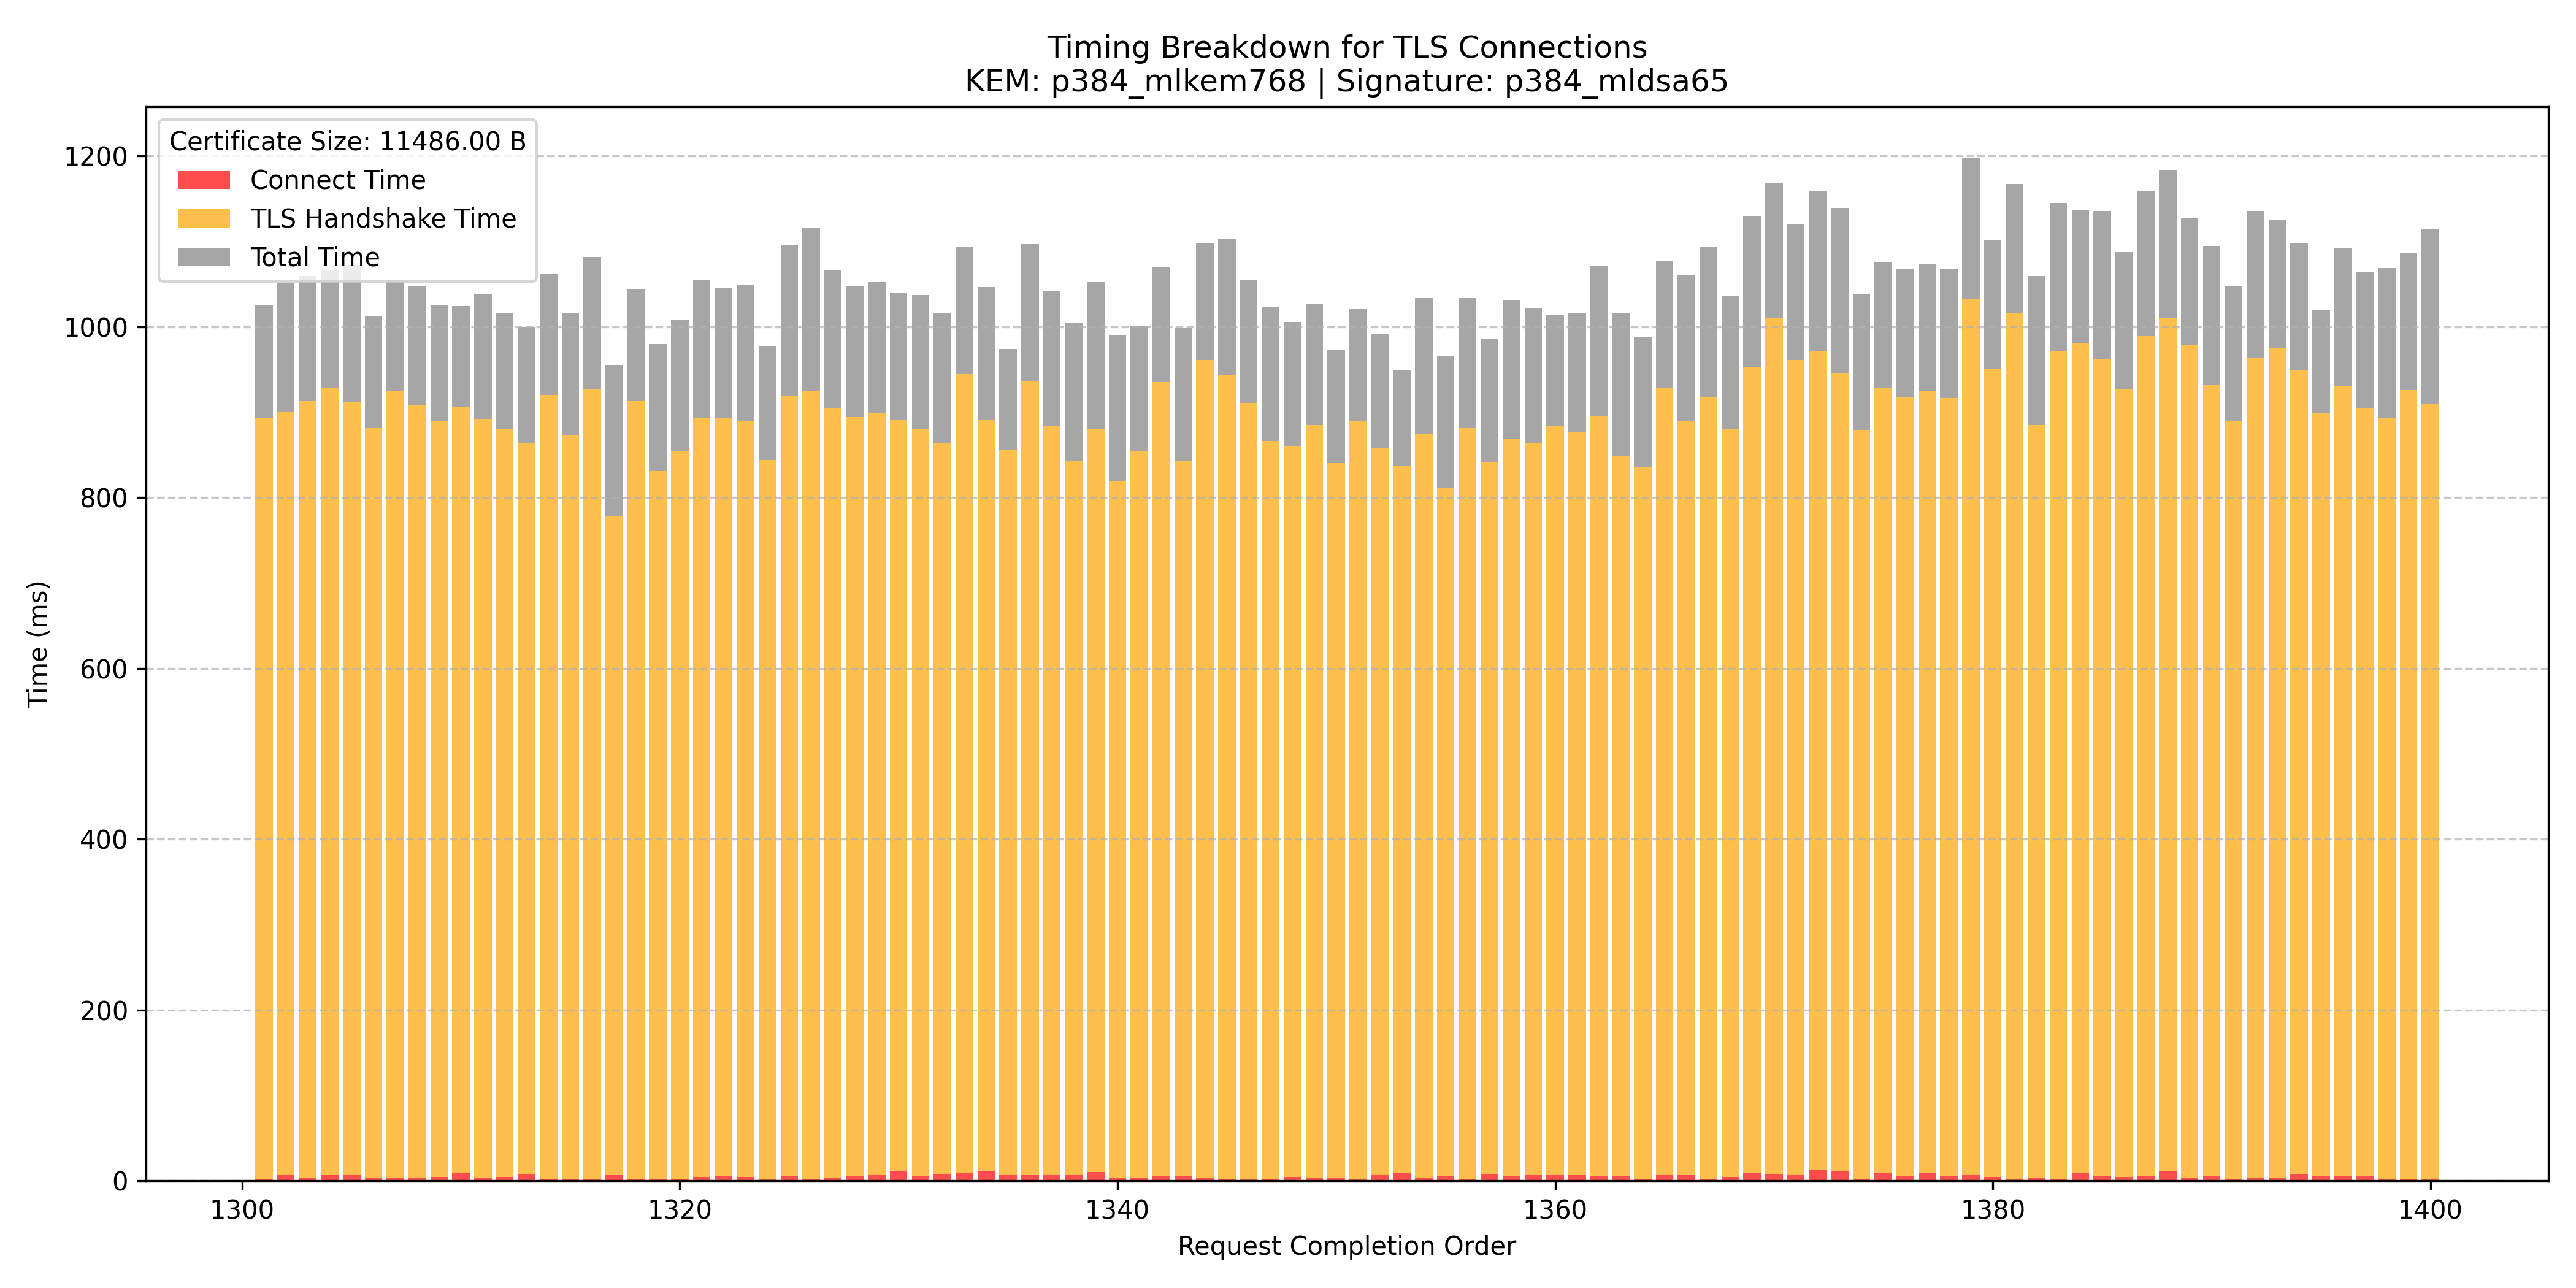 Timing Breakdown for TLS Connections
KEM: p384_mlkem768 | Signature: p384_mldsa65
Certificate Size: 11486.00 B
Connect Time
TLS Handshake Time
Total Time
Time (ms)
1200
1000
800
600
400
200
0
1300 1320 1340 1360 1380 1400
Request Completion Order